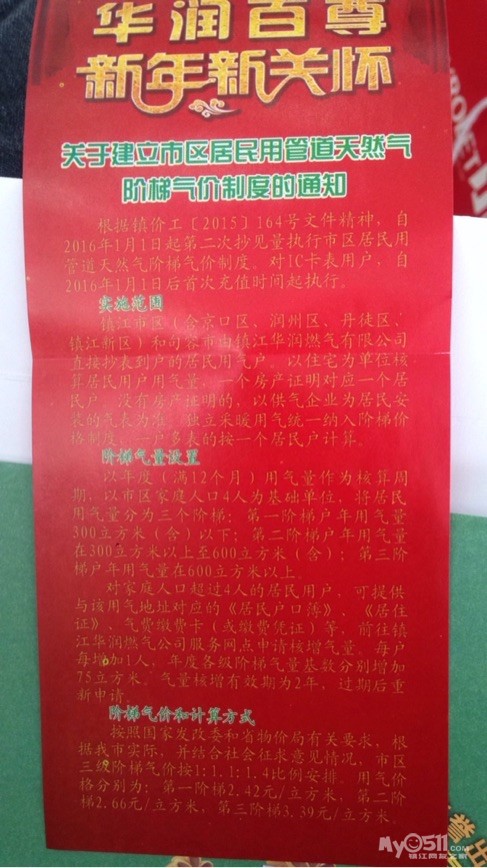 华润百尊
新年新关怀
关于建立市区居民用管道天然气
阶梯气价制度的通知
根据镇价工〔2015〕164号文件精神，自
2016年1月1日起第二次抄见量执行市区居民用
管道天然气阶梯气价制度。对IC卡表用户，自
2016年1月1日后首次充值时间起执行。
实施范围
镇江市区（含京口区、润州区、丹徒区、
镇江新区）和句容市由镇江华润燃气有限公司
直接抄表到户的居民用气户，以住宅为单位核
算居民用户用气量，一个房产证明对应一个居
民户，没有房产证明的，以供气企业为居民安
装的气表为准。独立采暖用气统一纳入阶梯价
格制度，一户多表的按一个居民户计算。
阶梯气量设置
以年度（满12个月）用气量作为核算周
期，以市区家庭人口4人为基础单位，将居民用
气量分为三个阶梯：第一阶梯户年用气量
300立方米（含）以下；第二阶梯户年用气量
在300立方米以上至600立方米（含）；第三阶
梯户年用气量在600立方米以上。
对家庭人口超过4人的居民用户，可提供
与该用气地址对应的《居民户口簿》、《居住
证》、气费缴费卡（或缴费凭证）等，前往镇
江华润燃气公司服务网点申请核增气量。每户
每增加1人，年度各级阶梯气量基数分别增加
75立方米。气量核增有效期为2年，过期后重
新申请。
阶梯气价和计算方式
按照国家发改委和省物价局有关要求，根
据我市实际，并结合社会征求意见情况，市区
三级阶梯气价按1:1.1:1.4比例安排。用气价
格分别为：第一阶梯2.42元/立方米，第二阶
梯2.66元/立方米，第三阶梯3.39元/立方米。
My0511.com
镇江网友之家